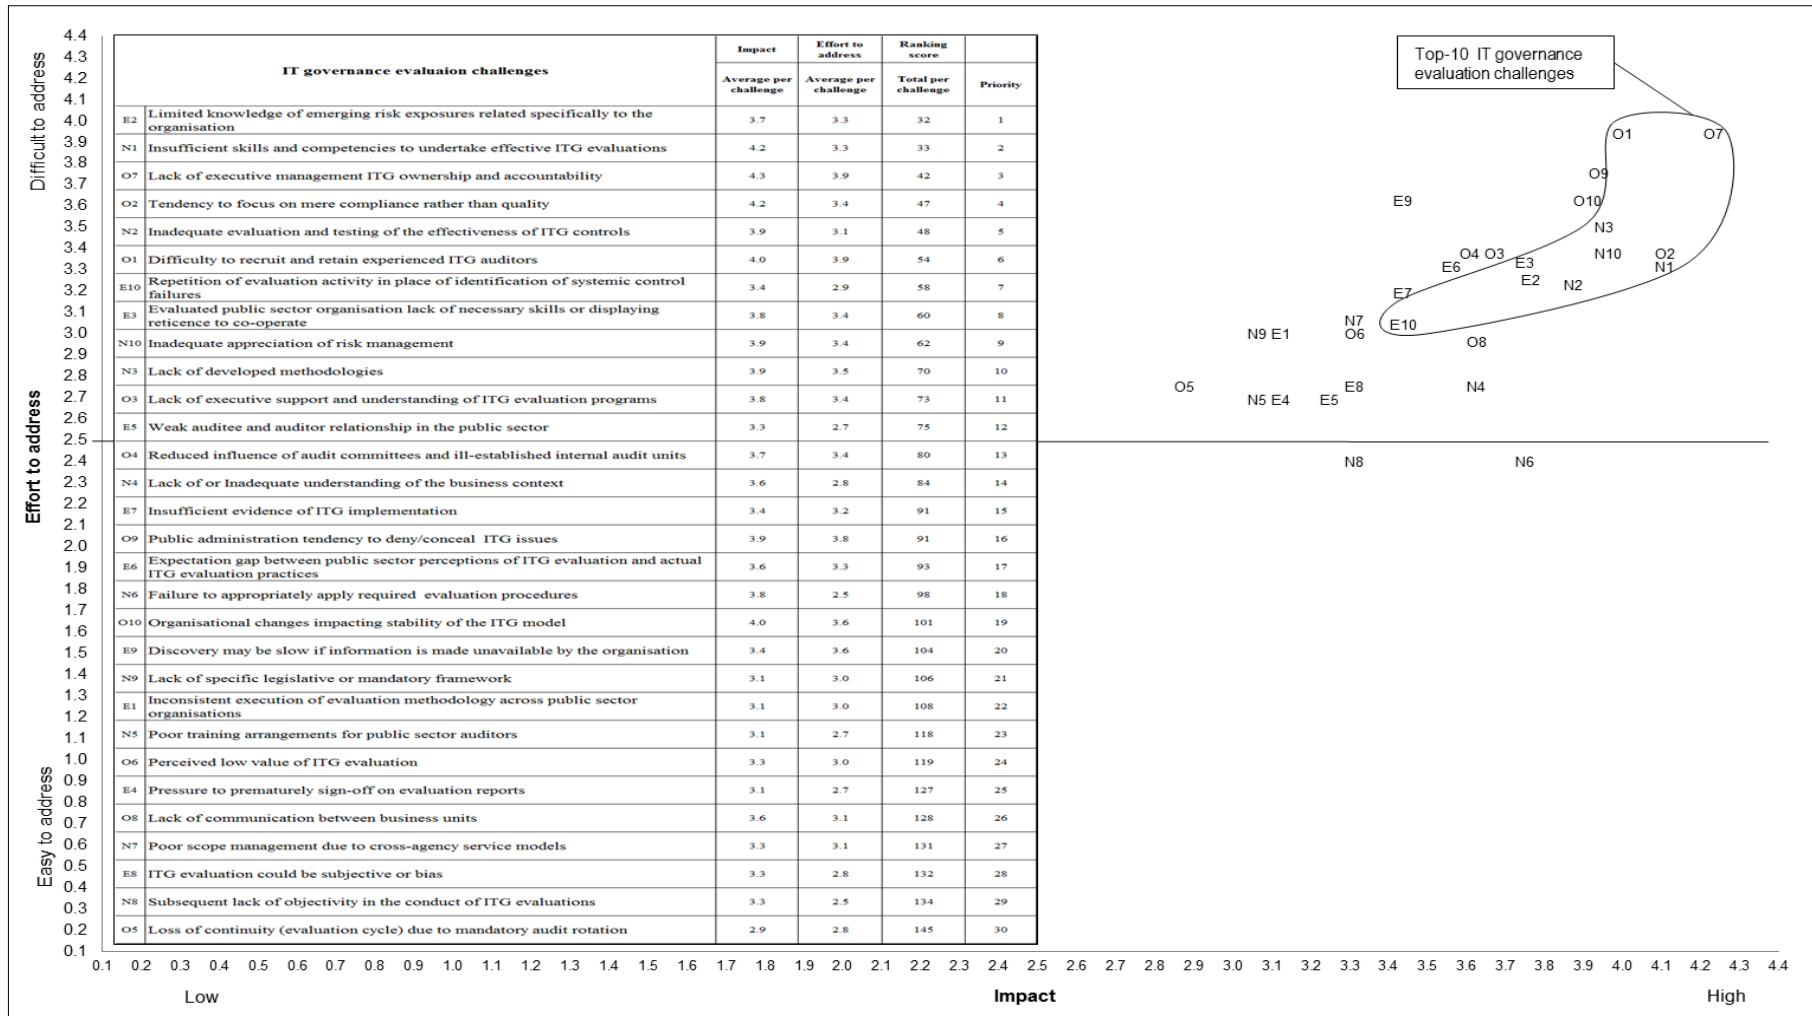 IT governance evaluaion challenges
Impact
Effort to
address
Ranking
score
Average per
challenge
Average per
challenge
Total per
challenge
Priority
E2 Limited knowledge of emerging risk exposures related specifically to the
organisation 3.7 3.3 32 1
N1 Insufficient skills and competencies to undertake effective ITG evaluations 4.2 3.3 33 2
O7 Lack of executive management ITG ownership and accountability 4.3 3.9 42 3
O2 Tendency to focus on mere compliance rather than quality 4.2 3.4 47 4
N2 Inadequate evaluation and testing of the effectiveness of ITG controls 3.9 3.1 48 5
O1 Difficulty to recruit and retain experienced ITG auditors 4.0 3.9 54 6
E10 Repetition of evaluation activity in place of identification of systemic control
failures 3.4 2.9 58 7
E3 Evaluated public sector organisation lack of necessary skills or displaying
reticence to co-operate 3.8 3.4 60 8
N10 Inadequate appreciation of risk management 3.9 3.4 62 9
N3 Lack of developed methodologies 3.9 3.5 70 10
O3 Lack of executive support and understanding of ITG evaluation programs 3.8 3.4 73 11
E5 Weak auditee and auditor relationship in the public sector 3.3 2.7 75 12
O4 Reduced influence of audit committees and ill-established internal audit units 3.7 3.4 80 13
N4 Lack of or Inadequate understanding of the business context 3.6 2.8 84 14
E7 Insufficient evidence of ITG implementation 3.4 3.2 91 15
O9 Public administration tendency to deny/conceal ITG issues 3.9 3.8 91 16
E6 Expectation gap between public sector perceptions of ITG evaluation and actual
ITG evaluation practices 3.6 3.3 93 17
N6 Failure to appropriately apply required evaluation procedures 3.8 2.5 98 18
O10 Organisational changes impacting stability of the ITG model 4.0 3.6 101 19
E9 Discovery may be slow if information is made unavailable by the organisation 3.4 3.6 104 20
N9 Lack of specific legislative or mandatory framework 3.1 3.0 106 21
E1 Inconsistent execution of evaluation methodology across public sector
organisations 3.1 3.0 108 22
N5 Poor training arrangements for public sector auditors 3.1 2.7 118 23
O6 Perceived low value of ITG evaluation 3.3 3.0 119 24
E4 Pressure to prematurely sign-off on evaluation reports 3.1 2.7 127 25
O8 Lack of communication between business units 3.6 3.1 128 26
N7 Poor scope management due to cross-agency service models 3.3 3.1 131 27
E8 ITG evaluation could be subjective or bias 3.3 2.8 132 28
N8 Subsequent lack of objectivity in the conduct of ITG evaluations 3.3 2.5 134 29
O5 Loss of continuity (evaluation cycle) due to mandatory audit rotation 2.9 2.8 145 30
Top-10 IT governance
evaluation challenges
O1 O7
O9
E9 O10
N3
O4 O3 N10 O2
E6 E3 N1
E2 N2
E7
N7 E10
N9 E1 O6 O8
O5 E8 N4
N5 E4 E5
N8 N6
Difficult to address
Effort to address
Easy to address
4.4
4.3
4.2
4.1
4.0
3.9
3.8
3.7
3.6
3.5
3.4
3.3
3.2
3.1
3.0
2.9
2.8
2.7
2.6
2.5
2.4
2.3
2.2
2.1
2.0
1.9
1.8
1.7
1.6
1.5
1.4
1.3
1.2
1.1
1.0
0.9
0.8
0.7
0.6
0.5
0.4
0.3
0.2
0.1
0.1 0.2 0.3 0.4 0.5 0.6 0.7 0.8 0.9 1.0 1.1 1.2 1.3 1.4 1.5 1.6 1.7 1.8 1.9 2.0 2.1 2.2 2.3 2.4 2.5 2.6 2.7 2.8 2.9 3.0 3.1 3.2 3.3 3.4 3.5 3.6 3.7 3.8 3.9 4.0 4.1 4.2 4.3 4.4
Low Impact High